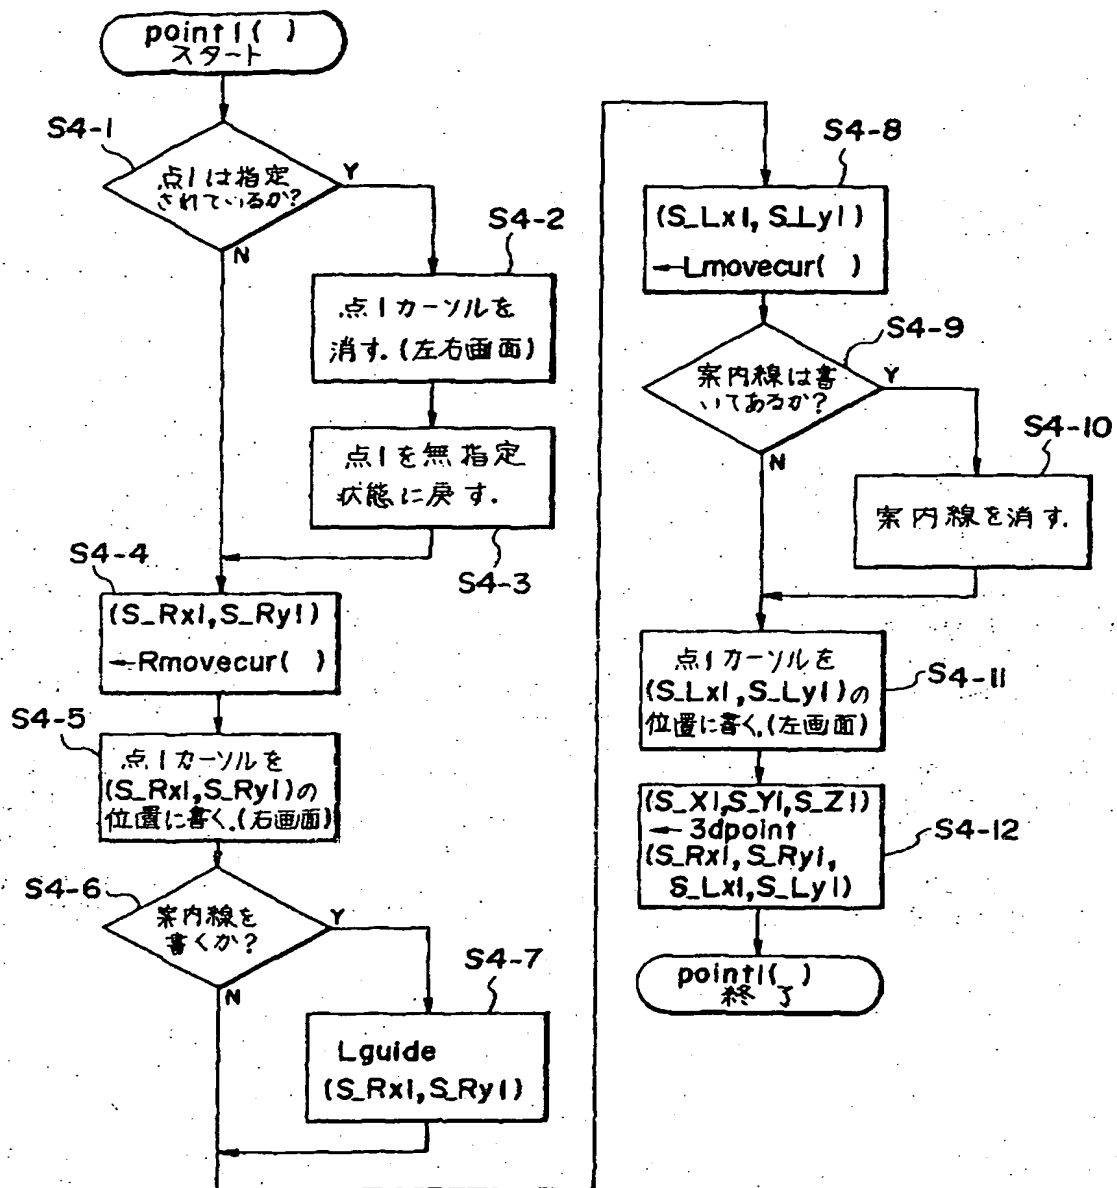 point1( )
スタート
S4-1
点1は指定
されているか?
Y
N
S4-2
点1カーソルを
消す.(左右画面)
点1を無指定
状態に戻す.
S4-3
S4-4
(S_Rx1,S_Ry1)
←Rmovecur( )
S4-5
点1カーソルを
(S_Rx1,S_Ry1)の
位置に書く.(右画面)
S4-6
案内線を
書くか?
Y
N
S4-7
Lguide
(S_Rx1,S_Ry1)
S4-8
(S_Lx1,S_Ly1)
←Lmovecur( )
S4-9
案内線は書
いてあるか?
Y
N
S4-10
案内線を消す.
点1カーソルを
(S_Lx1,S_Ly1)の
位置に書く.(左画面)
S4-11
(S_X1,S_Y1,S_Z1)
←3dpoint
(S_Rx1,S_Ry1,
S_Lx1,S_Ly1)
S4-12
point1( )
終了